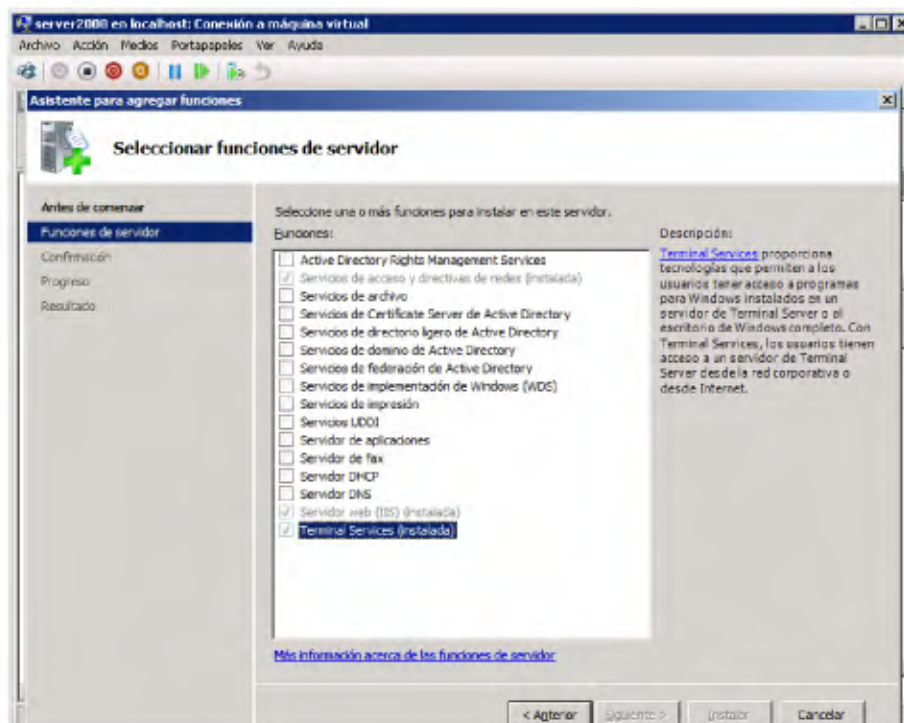 server2008 en localhost: Conexión a máquina virtual
Archivo Acción Medios Portapapeles Ver Ayuda
Asistente para agregar funciones
Seleccionar funciones de servidor
Antes de comenzar
Funciones de servidor
Confirmación
Progreso
Resultado
Seleccione una o más funciones para instalar en este servidor.
Funciones:
Active Directory Rights Management Services
Servicios de acceso y directivas de redes (instalada)
Servicios de archivo
Servicios de Certificate Server de Active Directory
Servicios de directorio ligero de Active Directory
Servicios de dominio de Active Directory
Servicios de federación de Active Directory
Servicios de implementación de Windows (WDS)
Servicios de impresión
Servicios UDDI
Servidor de aplicaciones
Servidor de fax
Servidor DHCP
Servidor DNS
Servidor web (IIS) (instalada)
Terminal Services (instalada)
Más información acerca de las funciones de servidor
Descripción:
Terminal Services proporciona
tecnologías que permiten a los
usuarios tener acceso a programas
para Windows instalados en un
servidor de Terminal Server o al
escritorio de Windows completo. Con
Terminal Services, los usuarios tienen
acceso a un servidor de Terminal
Server desde la red corporativa o
desde Internet.
< Anterior Siguiente > Instalar Cancelar